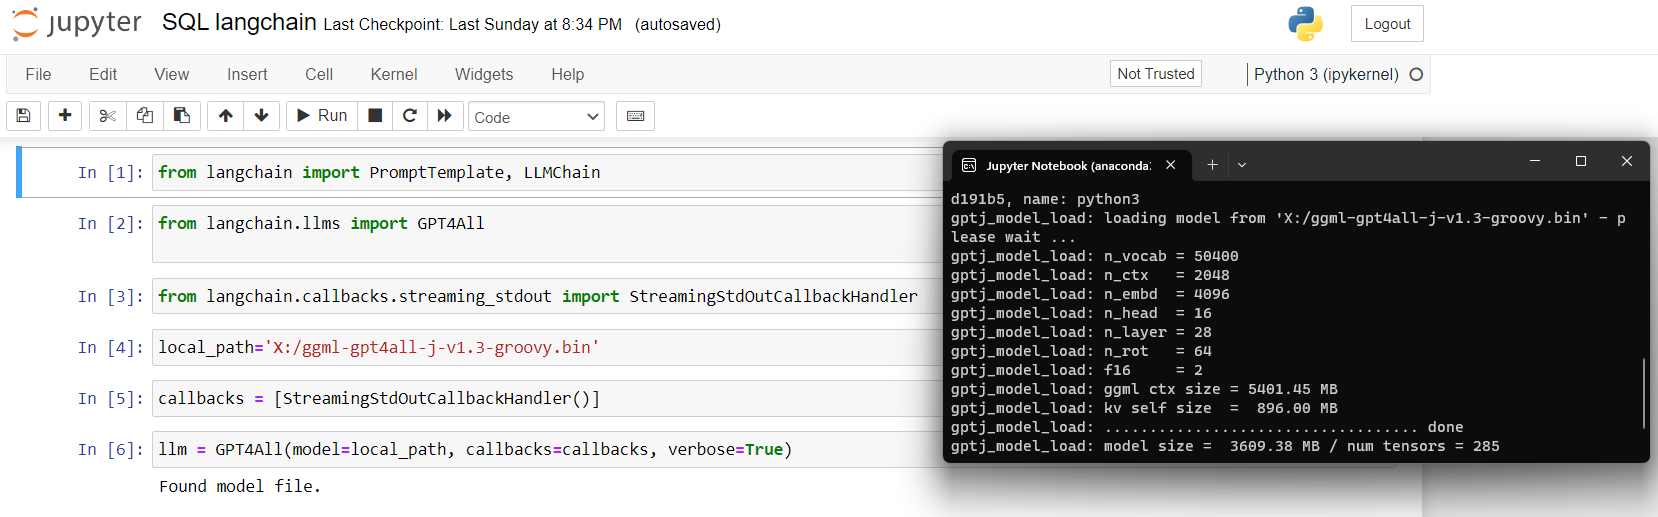 jupyter SQL langchain Last Checkpoint: Last Sunday at 8:34 PM (autosaved) Logout
File Edit View Insert Cell Kernel Widgets Help Not Trusted Python 3 (ipykernel)
Run Code
In [1]: from langchain import PromptTemplate, LLMChain
In [2]: from langchain.llms import GPT4All
In [3]: from langchain.callbacks.streaming_stdout import StreamingStdOutCallbackHandler
In [4]: local_path='X:/ggml-gpt4all-j-v1.3-groovy.bin'
In [5]: callbacks = [StreamingStdOutCallbackHandler()]
In [6]: llm = GPT4All(model=local_path, callbacks=callbacks, verbose=True)
Found model file.
Jupyter Notebook (anaconda:
d191b5, name: python3
gptj_model_load: loading model from 'X:/ggml-gpt4all-j-v1.3-groovy.bin' - p
lease wait ...
gptj_model_load: n_vocab = 50400
gptj_model_load: n_ctx   = 2048
gptj_model_load: n_embd  = 4096
gptj_model_load: n_head  = 16
gptj_model_load: n_layer = 28
gptj_model_load: n_rot   = 64
gptj_model_load: f16     = 2
gptj_model_load: ggml ctx size = 5401.45 MB
gptj_model_load: kv self size  =  896.00 MB
gptj_model_load: ................................... done
gptj_model_load: model size =  3609.38 MB / num tensors = 285